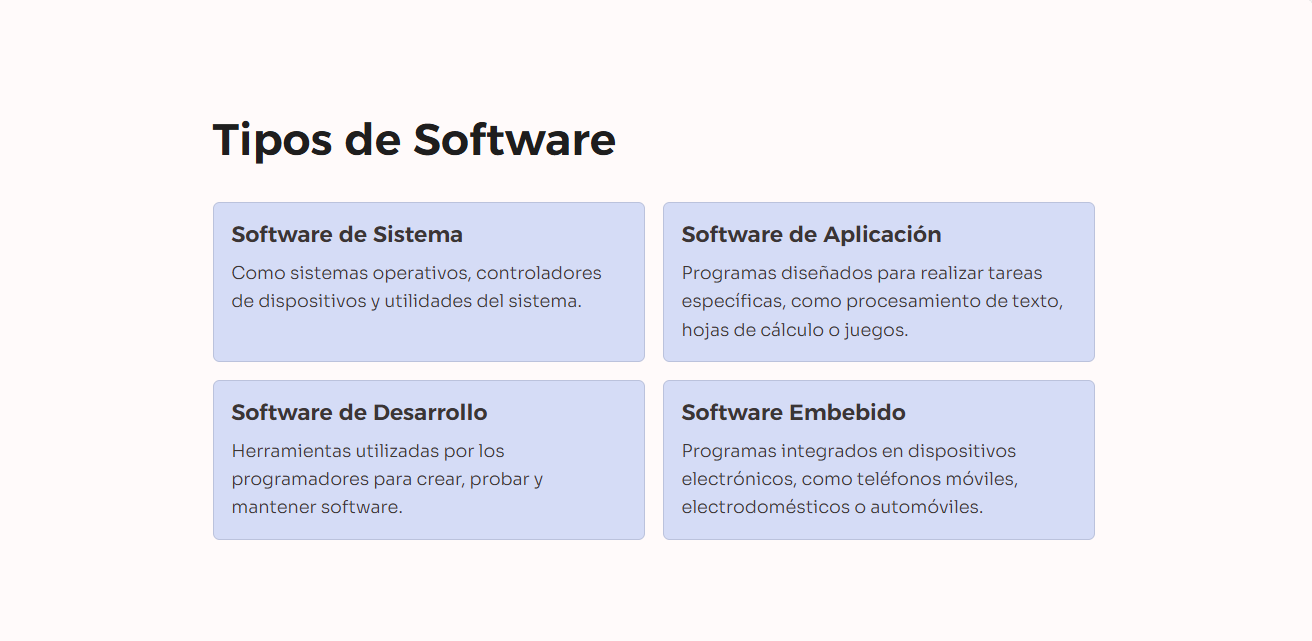 Tipos de Software
Software de Sistema
Como sistemas operativos, controladores
de dispositivos y utilidades del sistema.
Software de Aplicación
Programas diseñados para realizar tareas
específicas, como procesamiento de texto,
hojas de cálculo o juegos.
Software de Desarrollo
Herramientas utilizadas por los
programadores para crear, probar y
mantener software.
Software Embebido
Programas integrados en dispositivos
electrónicos, como teléfonos móviles,
electrodomésticos o automóviles.